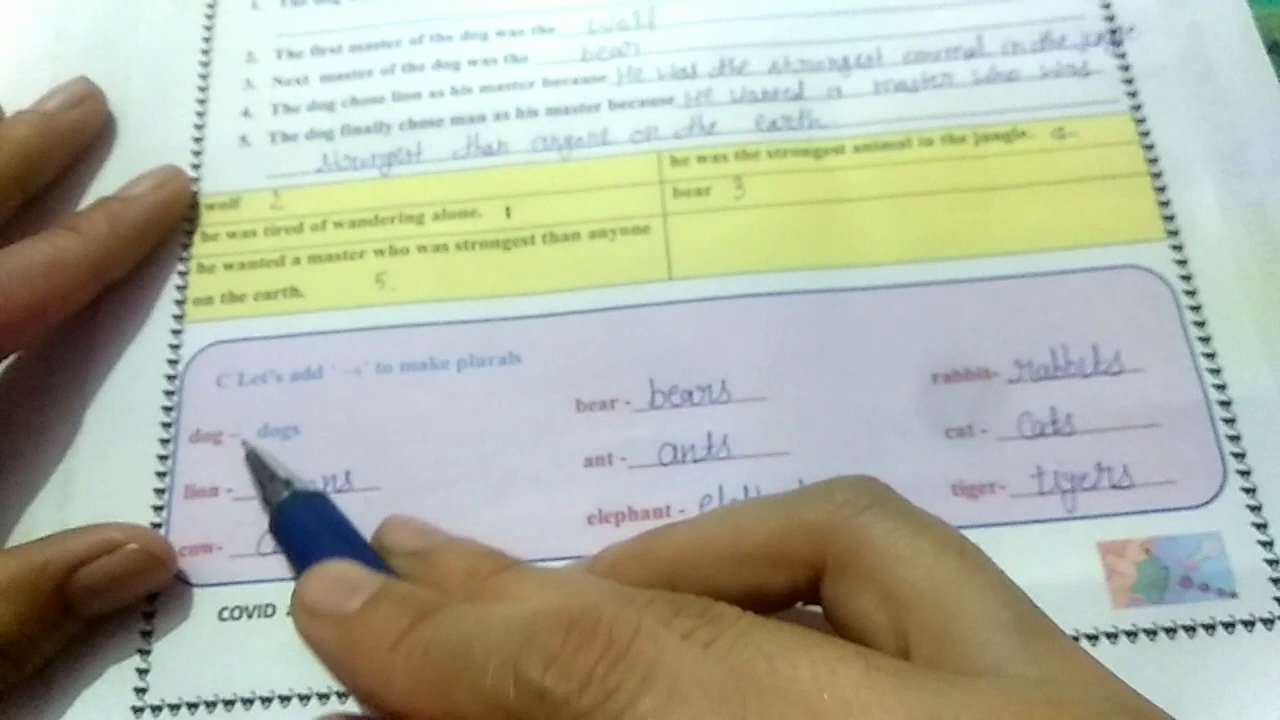 2. The first master of the dog was the wolf
3. Next master of the dog was the bear
4. The dog chose lion as his master because He was the strongest animal in the jungle
5. The dog finally chose man as his master because He wanted a master who was
strongest than anyone on the earth
wolf 2
he was the strongest animal in the jungle.
he was tired of wandering alone. 1
bear 3
he wanted a master who was strongest than anyone
on the earth. 5.
C Let's add '-s' to make plurals
dog - dogs
bear - bears
rabbit- rabbits
lion -
ant - ants
cat - cats
cow-
elephant -
tiger- tigers
COVID